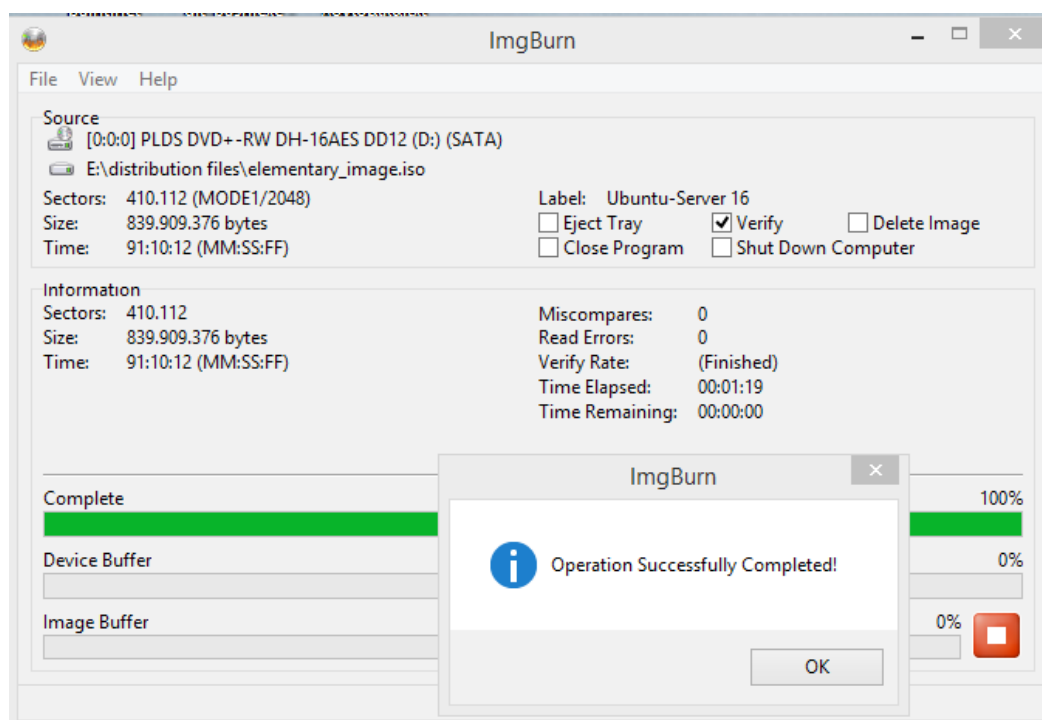 ImgBurn
File View Help
Source
[0:0:0] PLDS DVD+-RW DH-16AES DD12 (D:) (SATA)
E:\distribution files\elementary_image.iso
Sectors: 410.112 (MODE1/2048)
Size: 839.909.376 bytes
Time: 91:10:12 (MM:SS:FF)
Label: Ubuntu-Server 16
Eject Tray Verify Delete Image
Close Program Shut Down Computer
Information
Sectors: 410.112
Size: 839.909.376 bytes
Time: 91:10:12 (MM:SS:FF)
Miscompares: 0
Read Errors: 0
Verify Rate: (Finished)
Time Elapsed: 00:01:19
Time Remaining: 00:00:00
Complete 100%
Device Buffer 0%
Image Buffer 0%
ImgBurn
Operation Successfully Completed!
OK